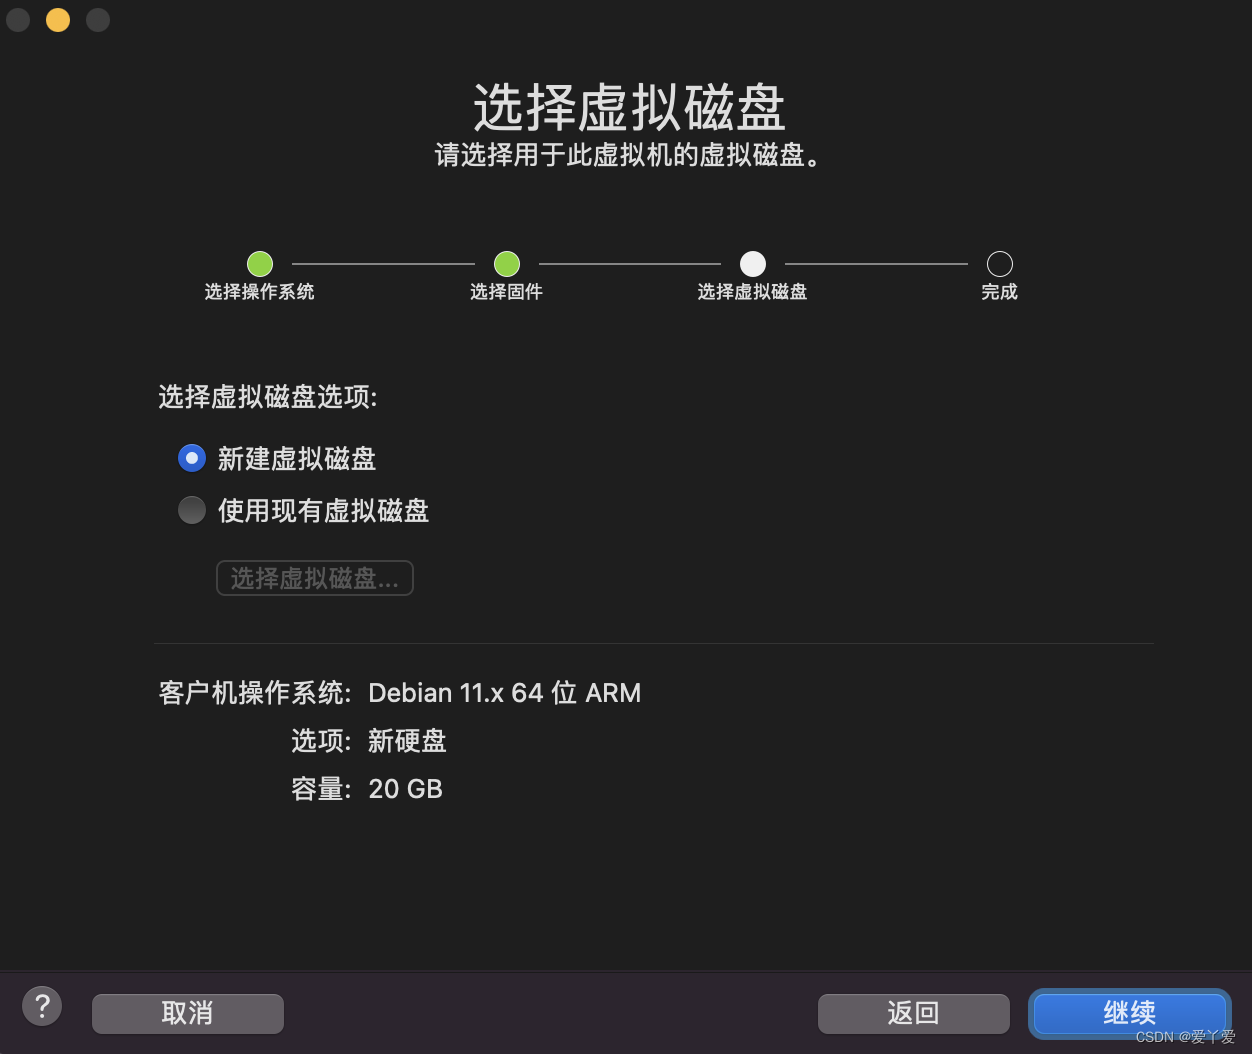 选择虚拟磁盘
请选择用于此虚拟机的虚拟磁盘。
选择操作系统 选择固件 选择虚拟磁盘 完成
选择虚拟磁盘选项:
新建虚拟磁盘
使用现有虚拟磁盘
选择虚拟磁盘...
客户机操作系统: Debian 11.x 64 位 ARM
选项: 新硬盘
容量: 20 GB
? 取消 返回 继续
CSDN @爱丫爱